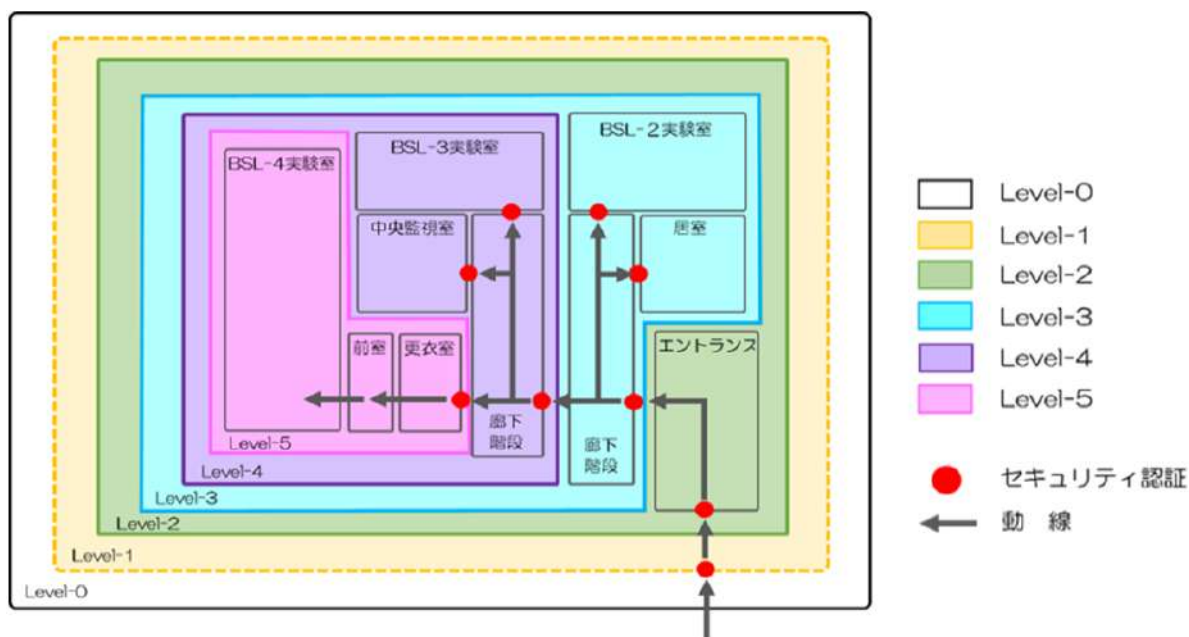 BSL-4実験室
BSL-3実験室
BSL-2実験室
中央監視室
居室
前室
更衣室
エントランス
廊下
階段
廊下
階段
Level-5
Level-4
Level-3
Level-2
Level-1
Level-0
Level-0
Level-1
Level-2
Level-3
Level-4
Level-5
セキュリティ認証
動　線